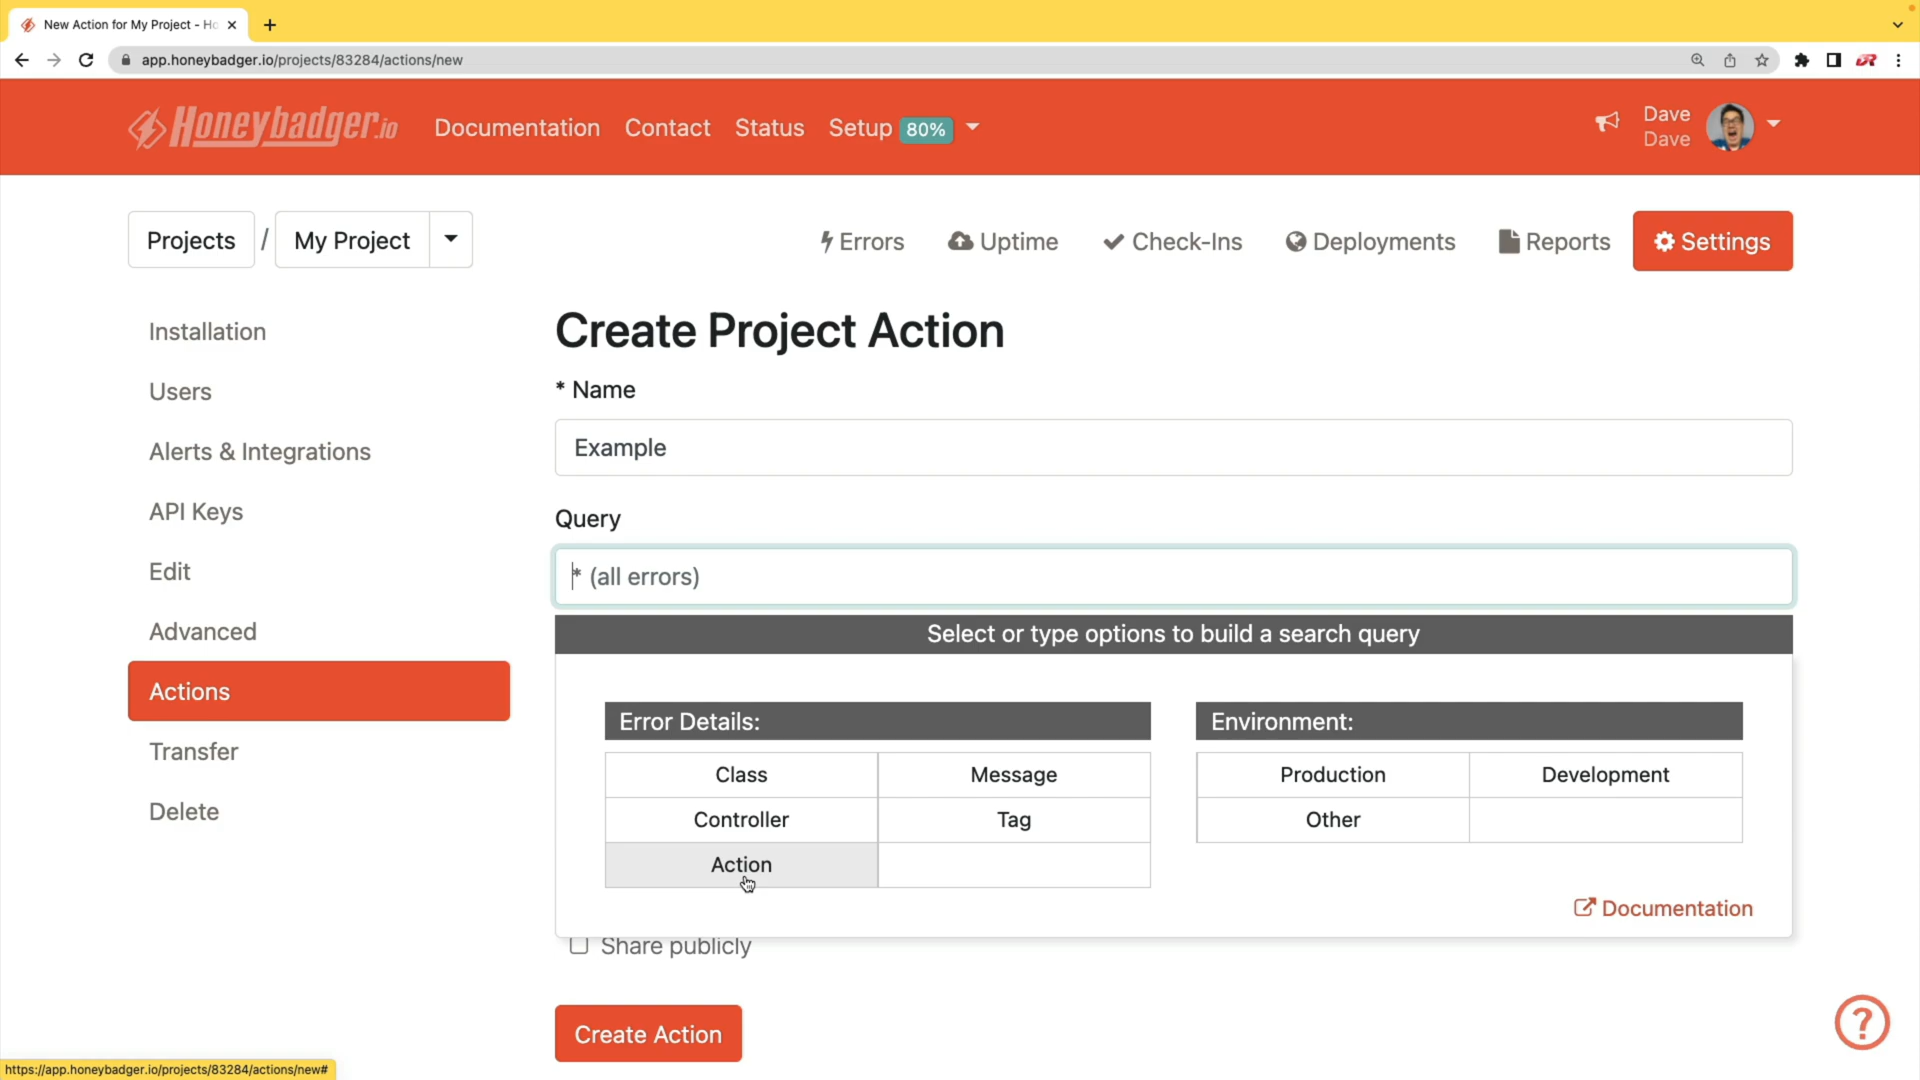 New Action for My Project - Ho
app.honeybadger.io/projects/83284/actions/new
Honeybadger.io
Documentation
Contact
Status
Setup 80%
Dave
Dave
Projects / My Project
Errors
Uptime
Check-Ins
Deployments
Reports
Settings
Installation
Users
Alerts & Integrations
API Keys
Edit
Advanced
Actions
Transfer
Delete
Create Project Action
* Name
Example
Query
* (all errors)
Select or type options to build a search query
Error Details:
Class Message
Controller Tag
Action
Environment:
Production Development
Other
Documentation
Share publicly
Create Action
?
https://app.honeybadger.io/projects/83284/actions/new#